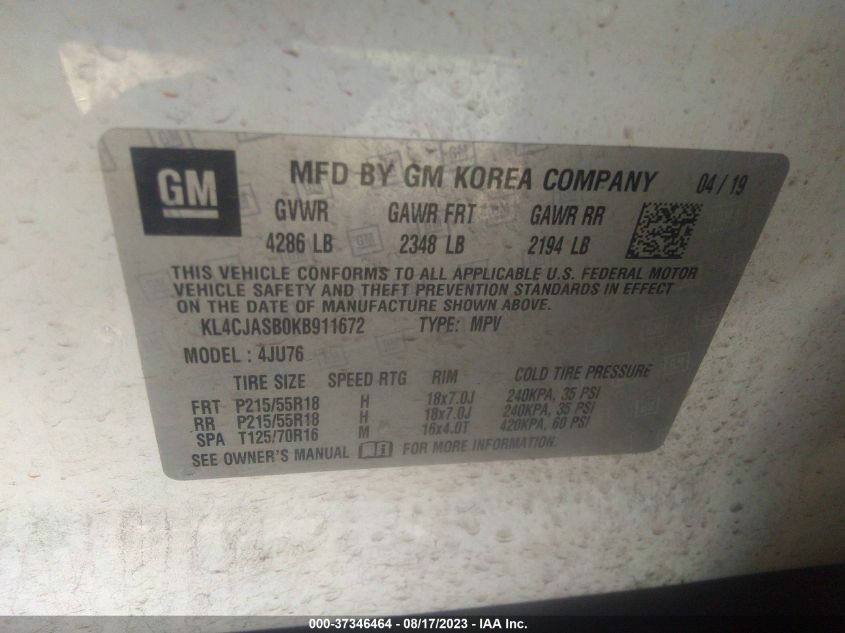 GM MFD BY GM KOREA COMPANY 04/19
GVWR GAWR FRT GAWR RR
4286 LB 2348 LB 2194 LB
THIS VEHICLE CONFORMS TO ALL APPLICABLE U.S. FEDERAL MOTOR
VEHICLE SAFETY AND THEFT PREVENTION STANDARDS IN EFFECT
ON THE DATE OF MANUFACTURE SHOWN ABOVE.
KL4CJASB0KB911672 TYPE: MPV
MODEL : 4JU76
TIRE SIZE SPEED RTG RIM COLD TIRE PRESSURE
FRT P215/55R18 H 18x7.0J 240KPA, 35 PSI
RR P215/55R18 H 18x7.0J 240KPA, 35 PSI
SPA T125/70R16 M 16x4.0T 420KPA, 60 PSI
SEE OWNER'S MANUAL FOR MORE INFORMATION.
000-37346464 - 08/17/2023 - IAA Inc.